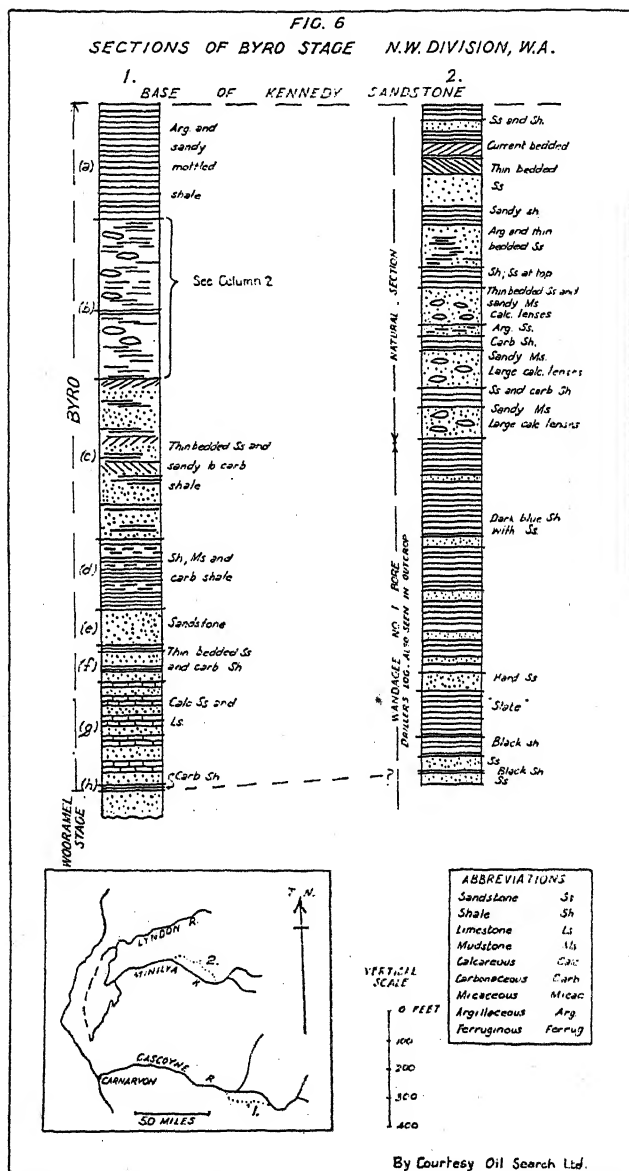 FIG. 6
SECTIONS OF BYRO STAGE N.W. DIVISION, W.A.
1.
2.
BASE OF KENNEDY SANDSTONE
BYRO
WOORAMEL STAGE
(a)
Arg. and
sandy
mottled
shale
(b)
See Column 2
(c)
Thin bedded Ss and
sandy to carb
shale
(d)
Sh, Ms and
carb shale
(e)
Sandstone
(f)
Thin bedded Ss
and carb Sh
(g)
Calc Ss and
Ls.
(h)
Carb Sh
NATURAL SECTION
WANDAGEE NO. 1 BORE
DRILLERS LOG. ALSO SEEN IN OUTCROP
Ss and Sh.
Current bedded
Thin bedded
Ss
Sandy sh
Arg and thin
bedded Ss
Sh, Ss at top
Thin bedded Ss and
sandy Ms
calc. lenses
Arg. Ss.
Carb Sh.
Sandy Ms.
Large calc. lenses
Ss and carb Sh
Sandy Ms
Large calc lenses
Dark blue Sh
with Ss.
Hard Ss
"Slate"
Black sh
Ss
Black Sh
Ss
?
T. N.
LYNDON R.
MINILYA R
2.
GASCOYNE R
CARNARVON
1.
50 MILES
VERTICAL
SCALE
0 FEET
100
200
300
400
ABBREVIATIONS
Sandstone Ss
Shale Sh
Limestone Ls
Mudstone Ms
Calcareous Calc
Carbonaceous Carb
Micaceous Micac
Argillaceous Arg.
Ferruginous Ferrug
By Courtesy Oil Search Ltd.